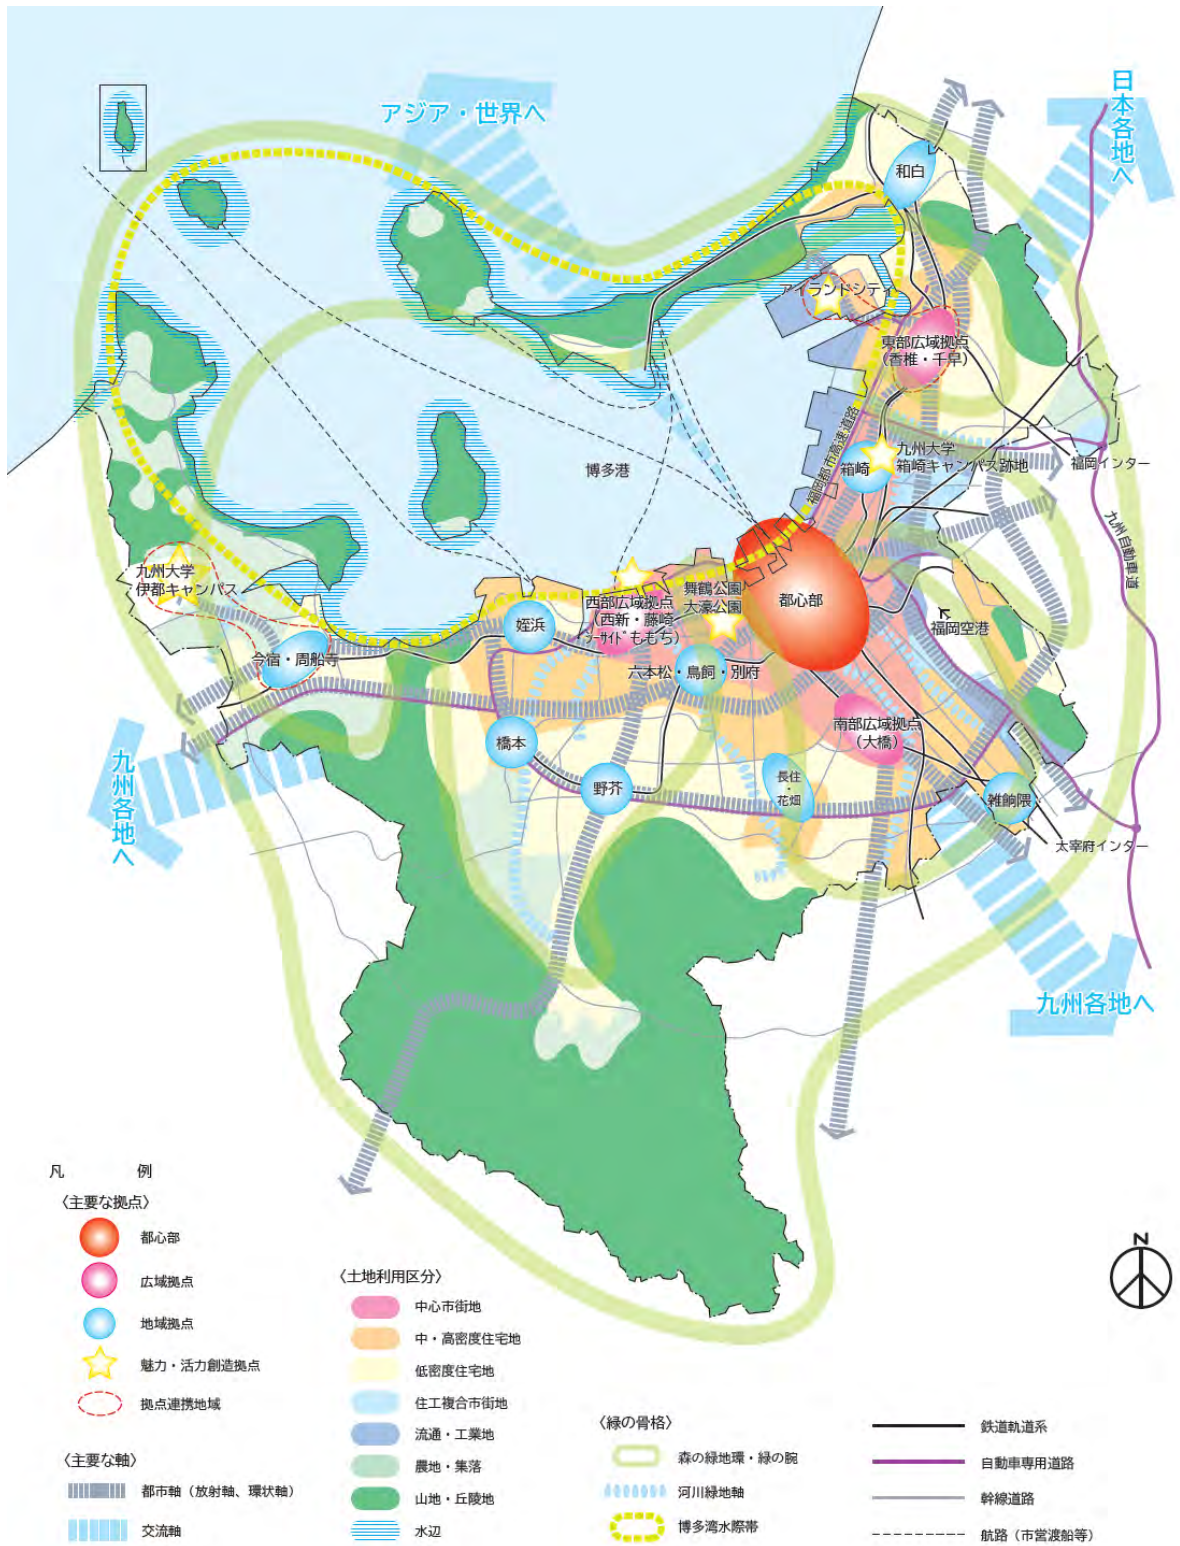 アジア・世界へ
日本各地へ
和白
アイランドシティ
東部広域拠点
（香椎・千早）
福岡都市高速道路
博多港
箱崎
九州大学
箱崎キャンパス跡地
福岡インター
九州自動車道
九州大学
伊都キャンパス
今宿・周船寺
姪浜
西部広域拠点
（西新・藤崎
ｼｰｻｲﾄﾞももち）
舞鶴公園
大濠公園
都心部
福岡空港
六本松・鳥飼・別府
南部広域拠点
（大橋）
橋本
野芥
長住
・
花畑
雑餉隈
太宰府インター
九州各地へ
九州各地へ
凡例
〈主要な拠点〉
都心部
広域拠点
地域拠点
魅力・活力創造拠点
拠点連携地域
〈主要な軸〉
都市軸（放射軸、環状軸）
交流軸
〈土地利用区分〉
中心市街地
中・高密度住宅地
低密度住宅地
住工複合市街地
流通・工業地
農地・集落
山地・丘陵地
水辺
〈緑の骨格〉
森の緑地環・緑の腕
河川緑地軸
博多湾水際帯
鉄道軌道系
自動車専用道路
幹線道路
航路（市営渡船等）
N